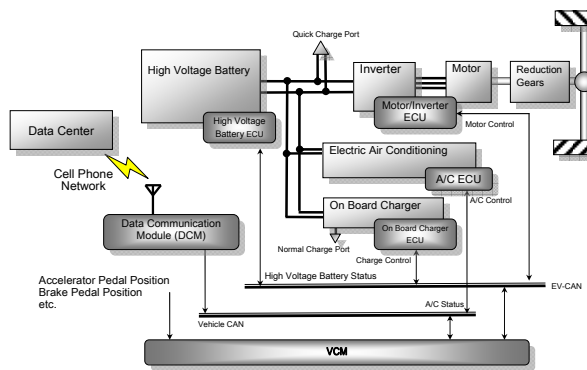 Quick Charge Port
High Voltage Battery
Inverter
Motor
Reduction
Gears
High Voltage
Battery ECU
Motor/Inverter
ECU
Motor Control
Data Center
Cell Phone
Network
Electric Air Conditioning
A/C ECU
A/C Control
On Board Charger
On Board Charger
ECU
Data Communication
Module (DCM)
Normal Charge Port
Charge Control
High Voltage Battery Status
Accelerator Pedal Position
Brake Pedal Position
etc.
EV-CAN
A/C Status
Vehicle CAN
VCM